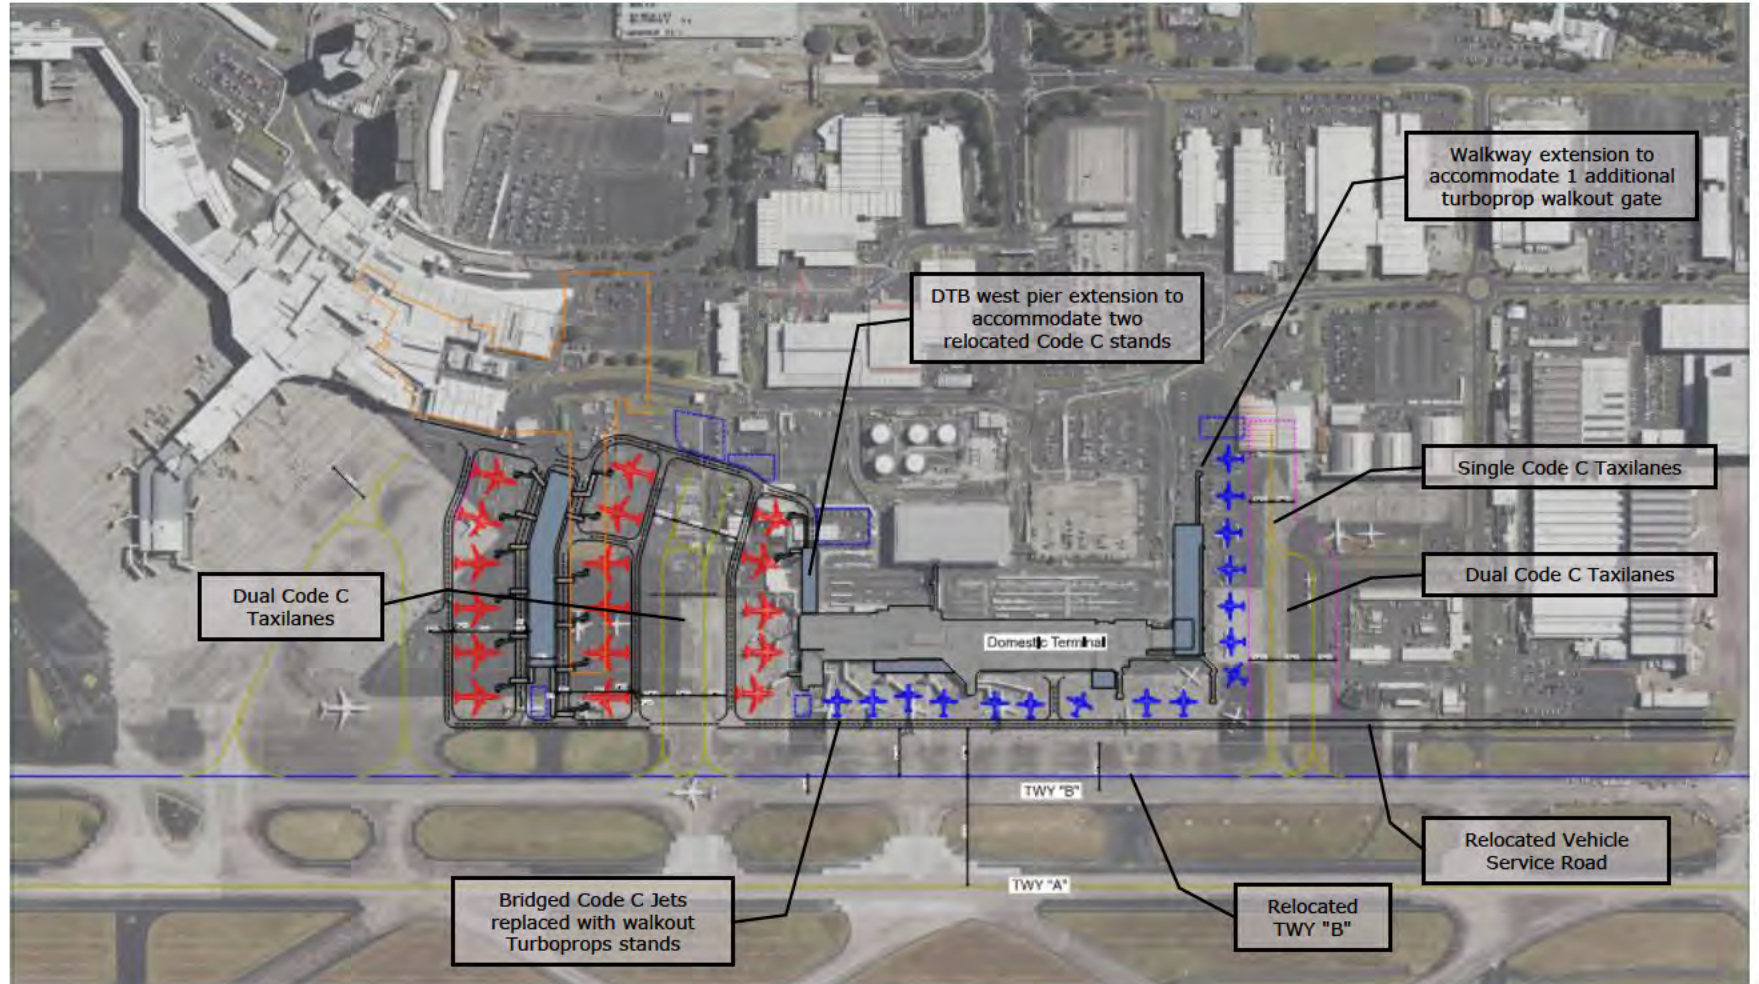 Walkway extension to
accommodate 1 additional
turboprop walkout gate
DTB west pier extension to
accommodate two
relocated Code C stands
Single Code C Taxilanes
Dual Code C Taxilanes
Dual Code C
Taxilanes
Domestic Terminal
TWY "B"
Relocated Vehicle
Service Road
TWY "A"
Bridged Code C Jets
replaced with walkout
Turboprops stands
Relocated
TWY "B"